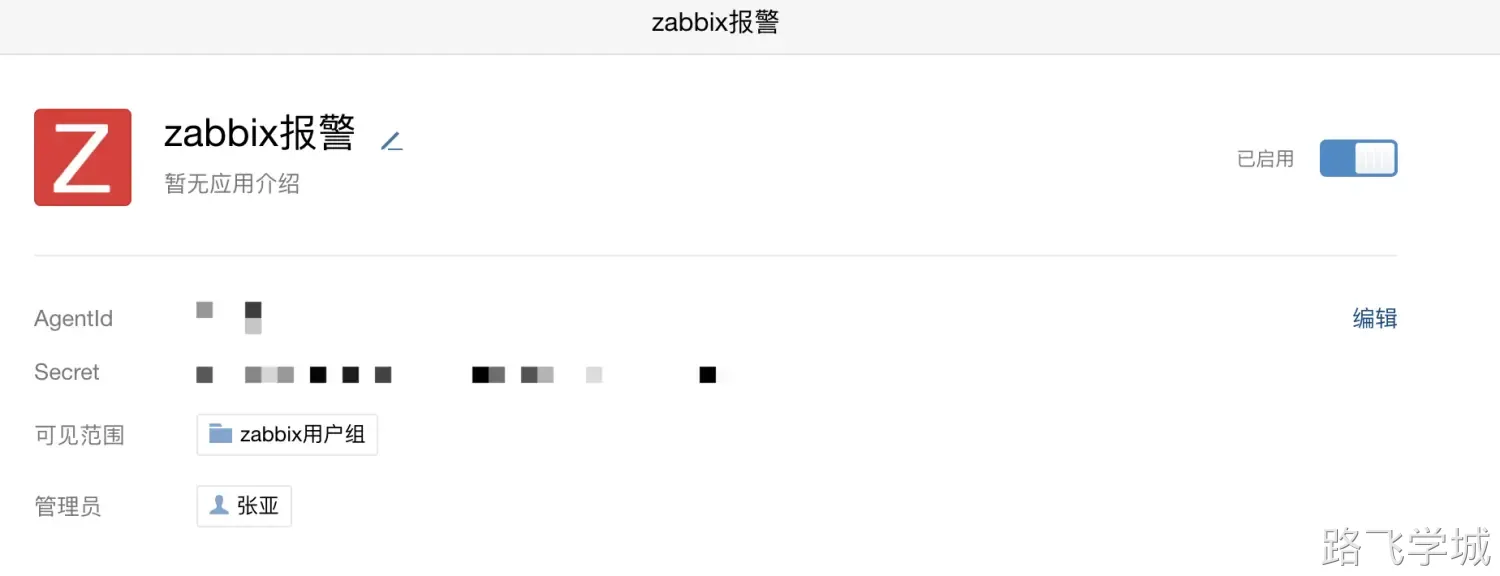 zabbix报警
Z
zabbix报警
暂无应用介绍
已启用
AgentId
编辑
Secret
可见范围
zabbix用户组
管理员
张亚
路飞学城